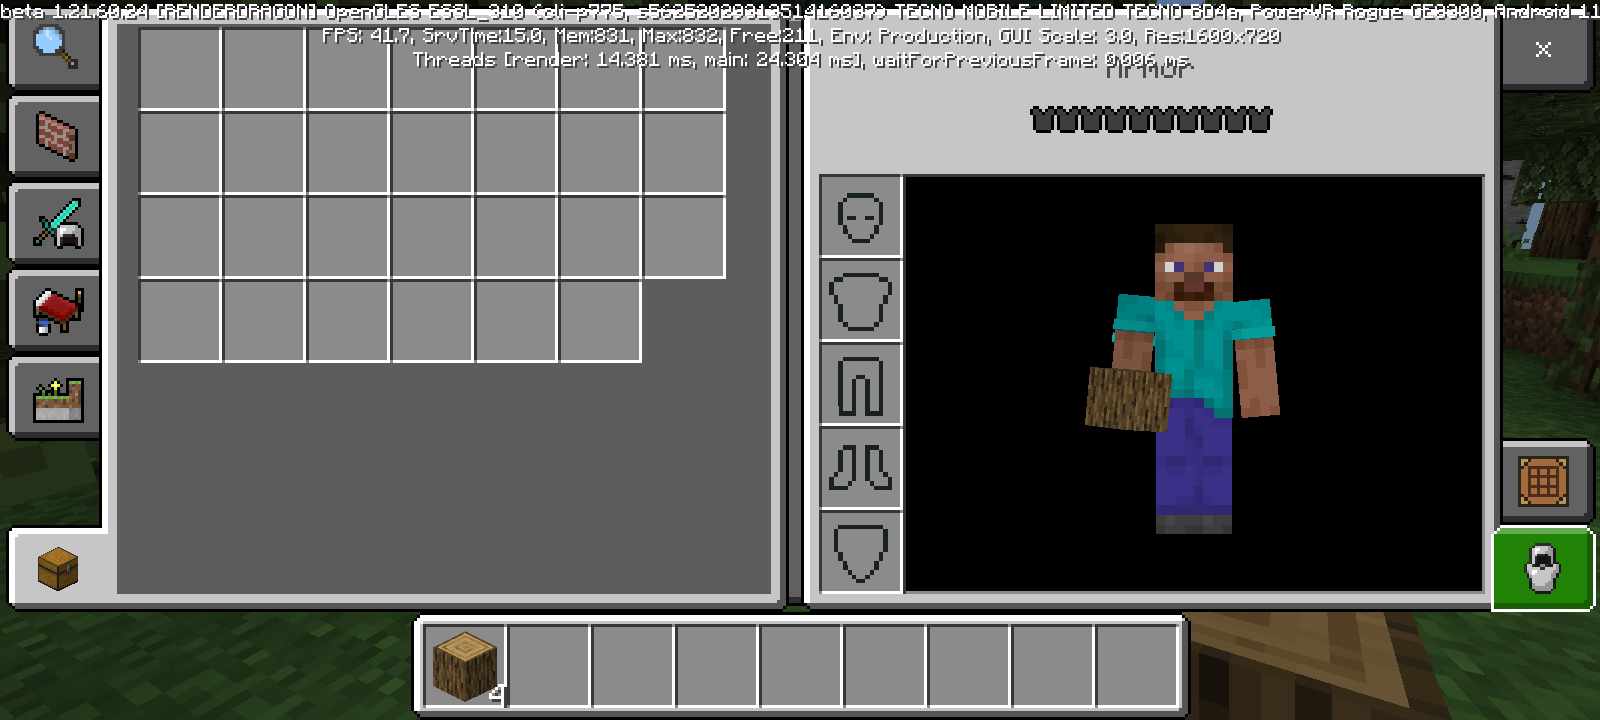 beta 1.21.60.24 [RENDERDRAGON] OpenGLES ESSL_310 (cli-p775, s5625202931235141603?) TECNO MOBILE LIMITED TECNO BD4a, PowerVR Rogue GE8300, Android 11
FPS: 41.7, SrvTime:15.0, Mem:831, Max:832, Free:211, Env: Production, GUI Scale: 3.0, Res:1600x720
Threads [render: 14.381 ms, main: 24.304 ms], waitForPreviousFrame: 0.006 ms
Armor
4